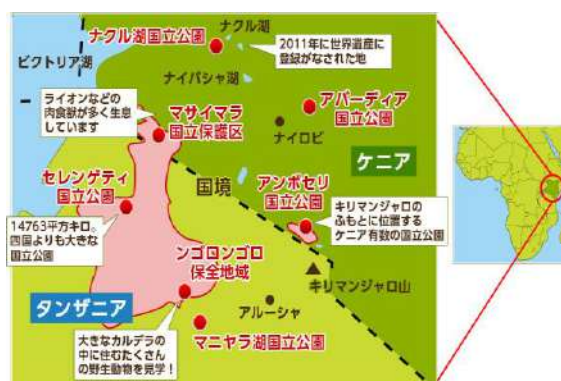 ナクル湖
ナクル湖国立公園
2011年に世界遺産に
登録がなされた地
ビクトリア湖
ナイバシャ湖
ライオンなどの
肉食獣が多く生息
しています
マサイマラ
国立保護区
アバーディア
国立公園
ナイロビ
ケニア
セレンゲティ
国立公園
国境
アンボセリ
国立公園
キリマンジャロの
ふもとに位置する
ケニア有数の国立公園
14763平方キロ。
四国よりも大きな
国立公園
ンゴロンゴロ
保全地域
キリマンジャロ山
タンザニア
アルーシャ
大きなカルデラの
中に住むたくさん
の野生動物を見学！
マニヤラ湖国立公園